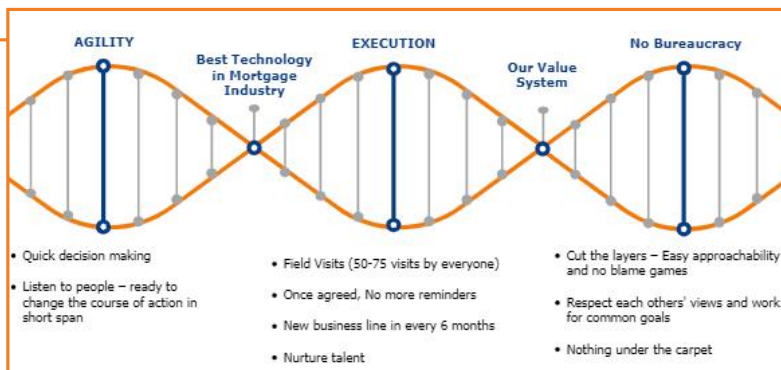 AGILITY
Best Technology
in Mortgage
Industry
EXECUTION
Our Value
System
No Bureaucracy
• Quick decision making
• Listen to people – ready to
change the course of action in
short span
• Field Visits (50-75 visits by everyone)
• Once agreed, No more reminders
• New business line in every 6 months
• Nurture talent
• Cut the layers – Easy approachability
and no blame games
• Respect each others' views and work
for common goals
• Nothing under the carpet